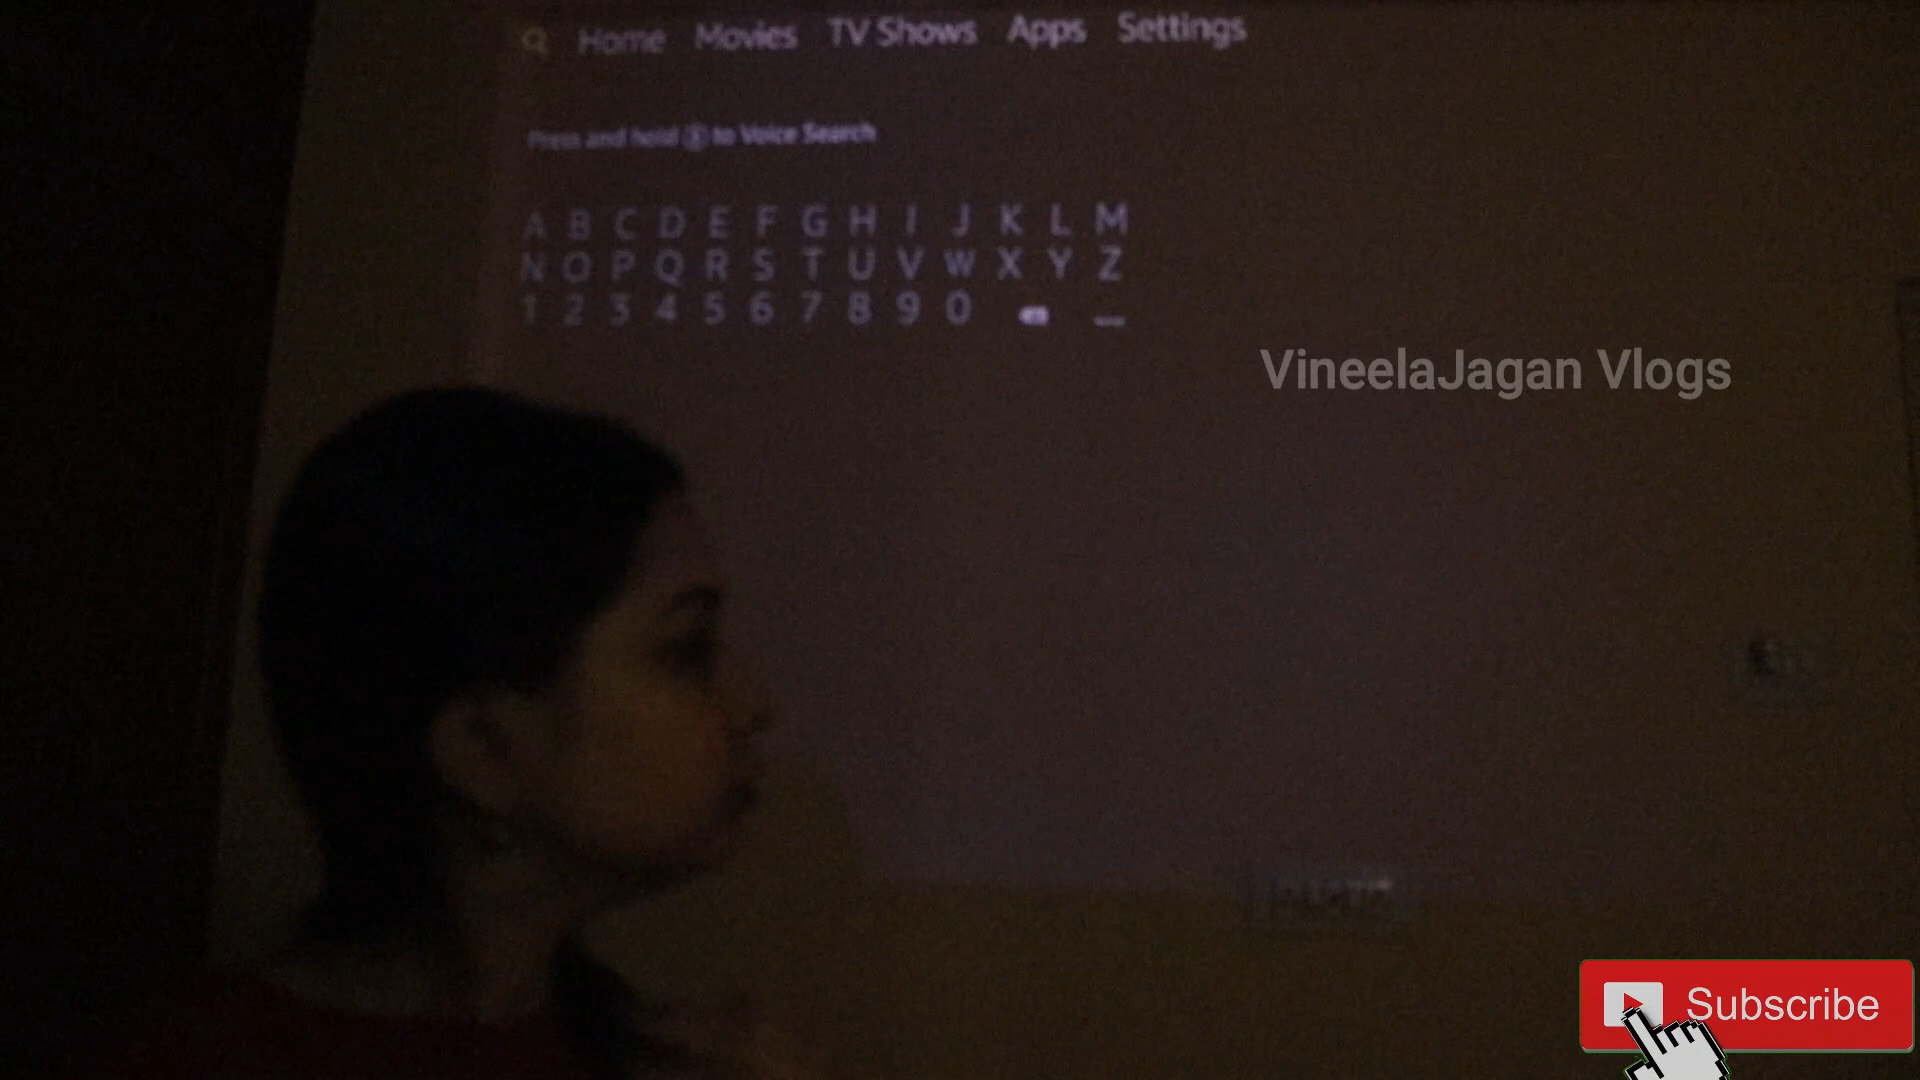 Home Movies TV Shows Apps Settings
Press and hold to Voice Search
A B C D E F G H I J K L M
N O P Q R S T U V W X Y Z
1 2 3 4 5 6 7 8 9 0
VineelaJagan Vlogs
Subscribe